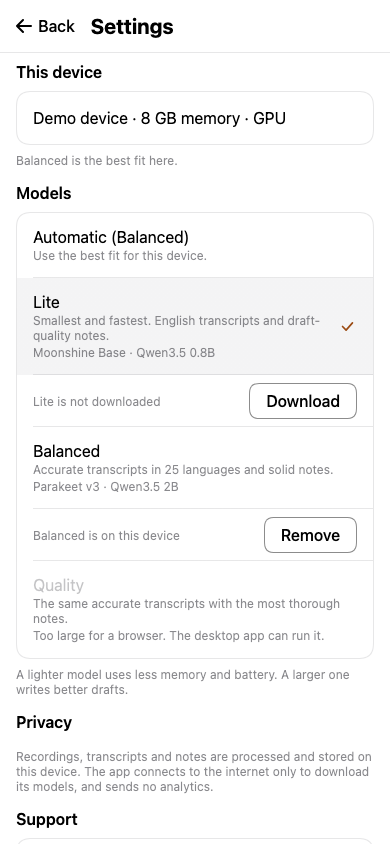 Back Settings
This device
Demo device · 8 GB memory · GPU
Balanced is the best fit here.
Models
Automatic (Balanced)
Use the best fit for this device.
Lite
Smallest and fastest. English transcripts and draft-
quality notes.
Moonshine Base · Qwen3.5 0.8B
Lite is not downloaded
Download
Balanced
Accurate transcripts in 25 languages and solid notes.
Parakeet v3 · Qwen3.5 2B
Balanced is on this device
Remove
Quality
The same accurate transcripts with the most thorough
notes.
Too large for a browser. The desktop app can run it.
A lighter model uses less memory and battery. A larger one
writes better drafts.
Privacy
Recordings, transcripts and notes are processed and stored on
this device. The app connects to the internet only to download
its models, and sends no analytics.
Support